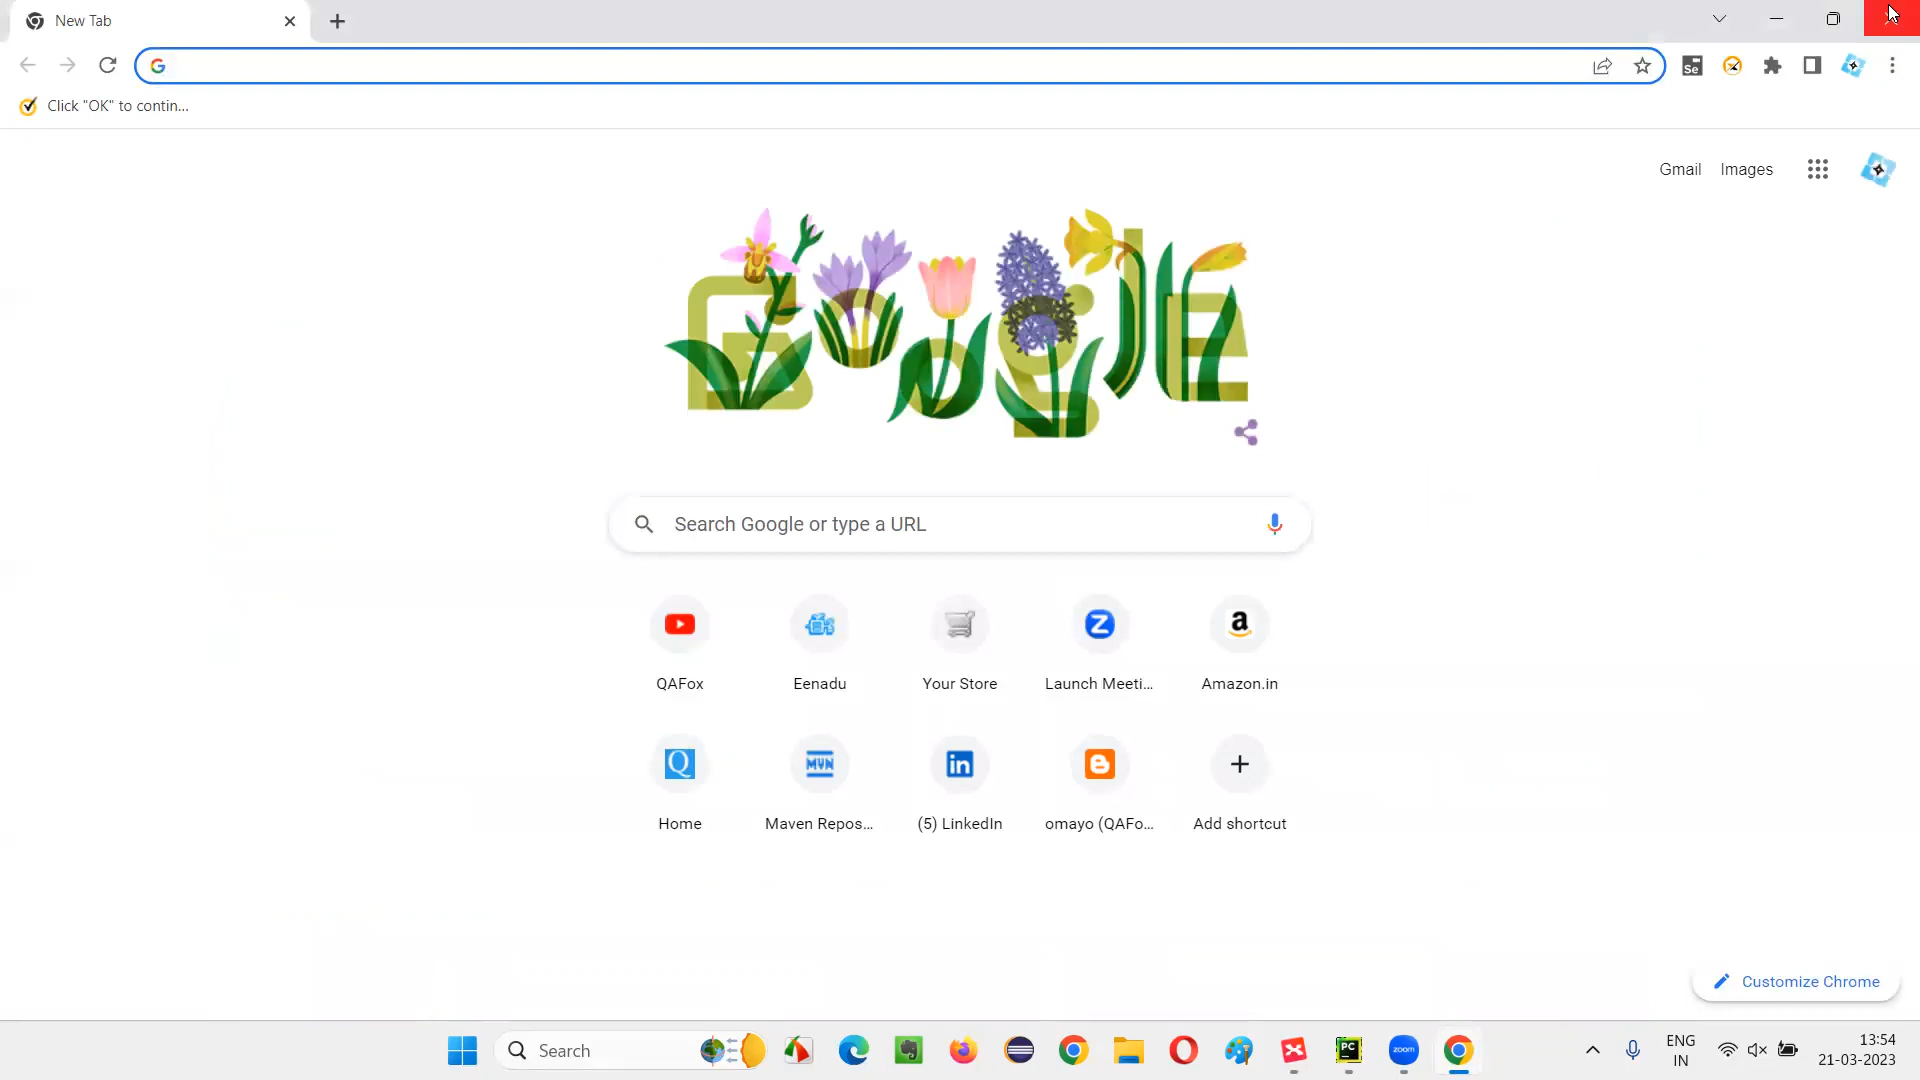 New Tab
Click "OK" to contin...
Gmail Images
Search Google or type a URL
QAFox
Eenadu
Your Store
Launch Meeti...
Amazon.in
Home
Maven Repos...
(5) LinkedIn
omayo (QAFo...
Add shortcut
Customize Chrome
Search
ENG
IN
13:54
21-03-2023